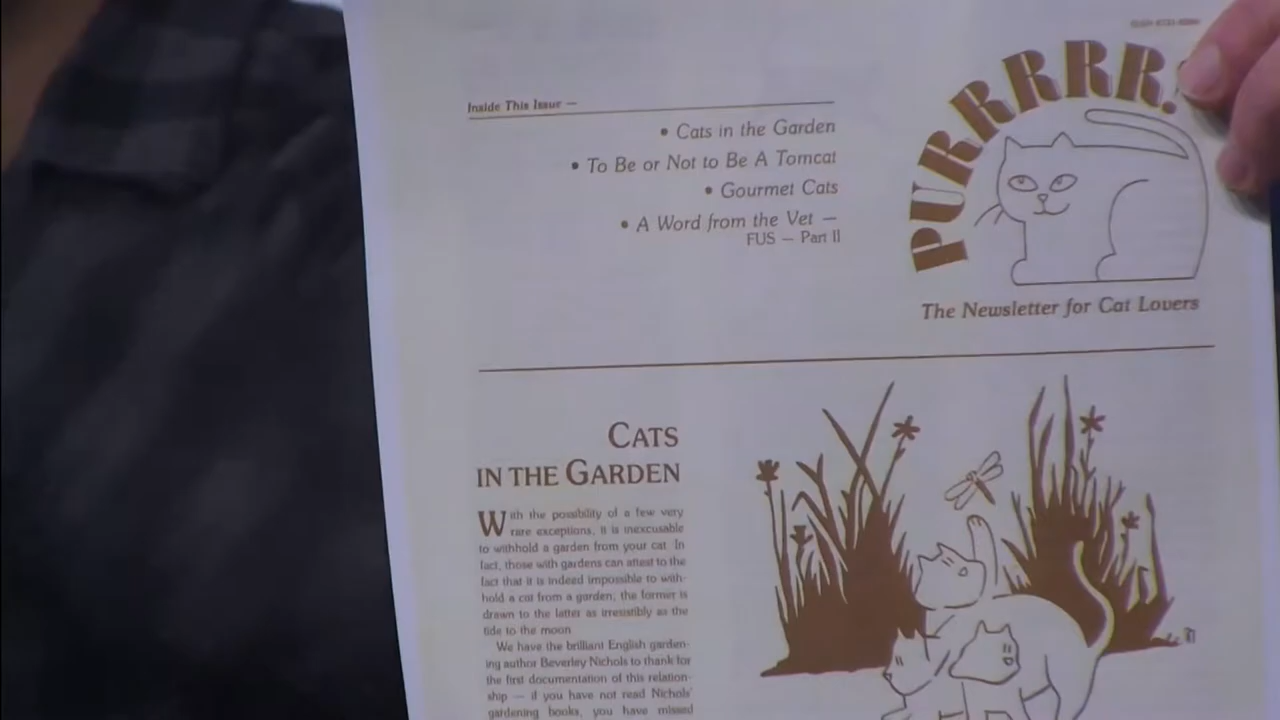 Inside This Issue —
• Cats in the Garden
• To Be or Not to Be A Tomcat
• Gourmet Cats
• A Word from the Vet —
FUS — Part II
PURRRRR!
The Newsletter for Cat Lovers
CATS
IN THE GARDEN
With the possibility of a few very
rare exceptions, it is inexcusable
to withhold a garden from your cat. In
fact, those with gardens can attest to the
fact that it is indeed impossible to with-
hold a cat from a garden, the former is
drawn to the latter as irresistibly as the
tide to the moon
We have the brilliant English garden-
ing author Beverley Nichols to thank for
the first documentation of this relation-
ship — if you have not read Nichols'
gardening books, you have missed